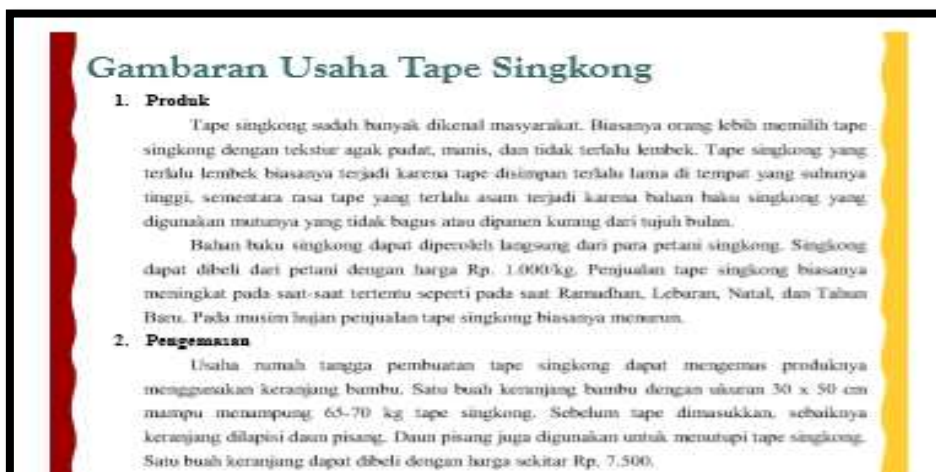 Gambaran Usaha Tape Singkong
1. Produk
Tape singkong sudah banyak dikenal masyarakat. Biasanya orang lebih memilih tape
singkong dengan tekstur agak padat, manis, dan tidak terlalu lembek. Tape singkong yang
terlalu lembek biasanya terjadi karena tape disimpan terlalu lama di tempat yang suhunya
tinggi, sementara rasa tape yang terlalu asam terjadi karena bahan baku singkong yang
digunakan mutunya yang tidak bagus atau dipanen kurang dari tujuh bulan.
Bahan baku singkong dapat diperoleh langsung dari para petani singkong. Singkong
dapat dibeli dari petani dengan harga Rp. 1.000/kg. Penjualan tape singkong biasanya
meningkat pada saat-saat tertentu seperti pada saat Ramadhan, Lebaran, Natal, dan Tahun
Baru. Pada musim hujan penjualan tape singkong biasanya menurun.
2. Pengemasan
Usaha rumah tangga pembuatan tape singkong dapat mengemas produknya
menggunakan keranjang bambu. Satu buah keranjang bambu dengan ukuran 30 x 50 cm
mampu menampung 65-70 kg tape singkong. Sebelum tape dimasukkan, sebaiknya
keranjang dilapisi daun pisang. Daun pisang juga digunakan untuk menutupi tape singkong.
Satu buah keranjang dapat dibeli dengan harga sekitar Rp. 7.500.